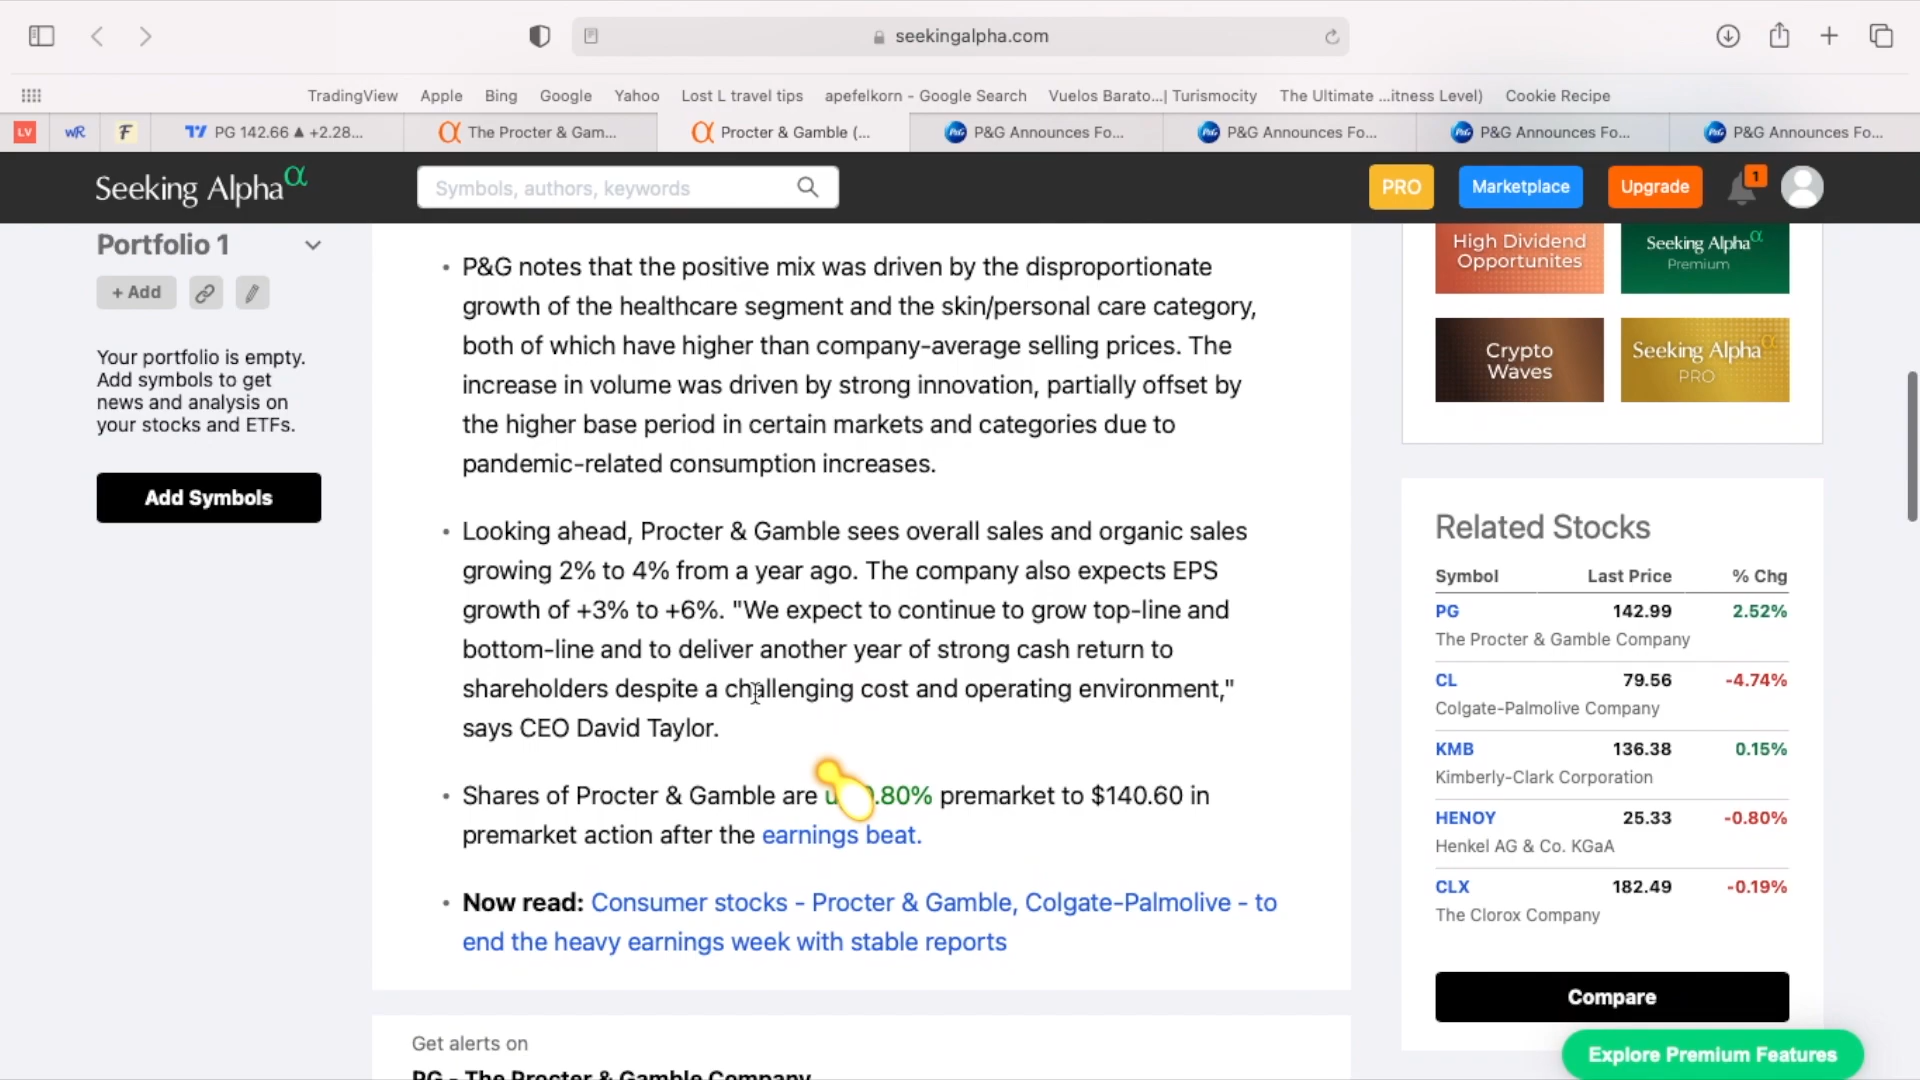 seekingalpha.com
TradingView Apple Bing Google Yahoo Lost L travel tips apefelkorn - Google Search Vuelos Barato...| Turismocity The Ultimate ...itness Level) Cookie Recipe
LV wR F PG 142.66 ▲ +2.28... The Procter & Gam... Procter & Gamble (... P&G Announces Fo... P&G Announces Fo... P&G Announces Fo... P&G Announces Fo...
Seeking Alpha α
Symbols, authors, keywords
PRO
Marketplace
Upgrade
1
Portfolio 1
+ Add
Your portfolio is empty.
Add symbols to get
news and analysis on
your stocks and ETFs.
Add Symbols
• P&G notes that the positive mix was driven by the disproportionate
growth of the healthcare segment and the skin/personal care category,
both of which have higher than company-average selling prices. The
increase in volume was driven by strong innovation, partially offset by
the higher base period in certain markets and categories due to
pandemic-related consumption increases.
• Looking ahead, Procter & Gamble sees overall sales and organic sales
growing 2% to 4% from a year ago. The company also expects EPS
growth of +3% to +6%. "We expect to continue to grow top-line and
bottom-line and to deliver another year of strong cash return to
shareholders despite a challenging cost and operating environment,"
says CEO David Taylor.
• Shares of Procter & Gamble are .80% premarket to $140.60 in
premarket action after the earnings beat.
• Now read: Consumer stocks - Procter & Gamble, Colgate-Palmolive - to
end the heavy earnings week with stable reports
Get alerts on
PG - The Procter & Gamble Company
High Dividend
Opportunites
Seeking Alpha α
Premium
Crypto
Waves
Seeking Alpha α
PRO
Related Stocks
Symbol Last Price % Chg
PG 142.99 2.52%
The Procter & Gamble Company
CL 79.56 -4.74%
Colgate-Palmolive Company
KMB 136.38 0.15%
Kimberly-Clark Corporation
HENOY 25.33 -0.80%
Henkel AG & Co. KGaA
CLX 182.49 -0.19%
The Clorox Company
Compare
Explore Premium Features